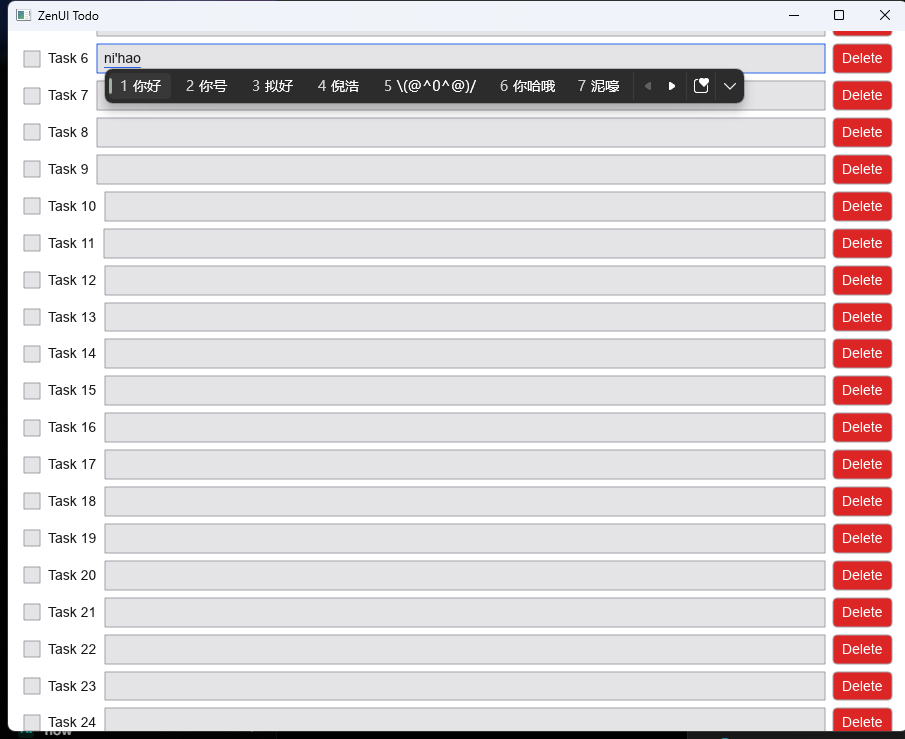 ZenUI Todo
Task 6 ni'hao Delete
1 你好 2 你号 3 拟好 4 倪浩 5 \(@^0^@)/ 6 你哈哦 7 泥嚎
Task 7 Delete
Task 8 Delete
Task 9 Delete
Task 10 Delete
Task 11 Delete
Task 12 Delete
Task 13 Delete
Task 14 Delete
Task 15 Delete
Task 16 Delete
Task 17 Delete
Task 18 Delete
Task 19 Delete
Task 20 Delete
Task 21 Delete
Task 22 Delete
Task 23 Delete
Task 24 Delete